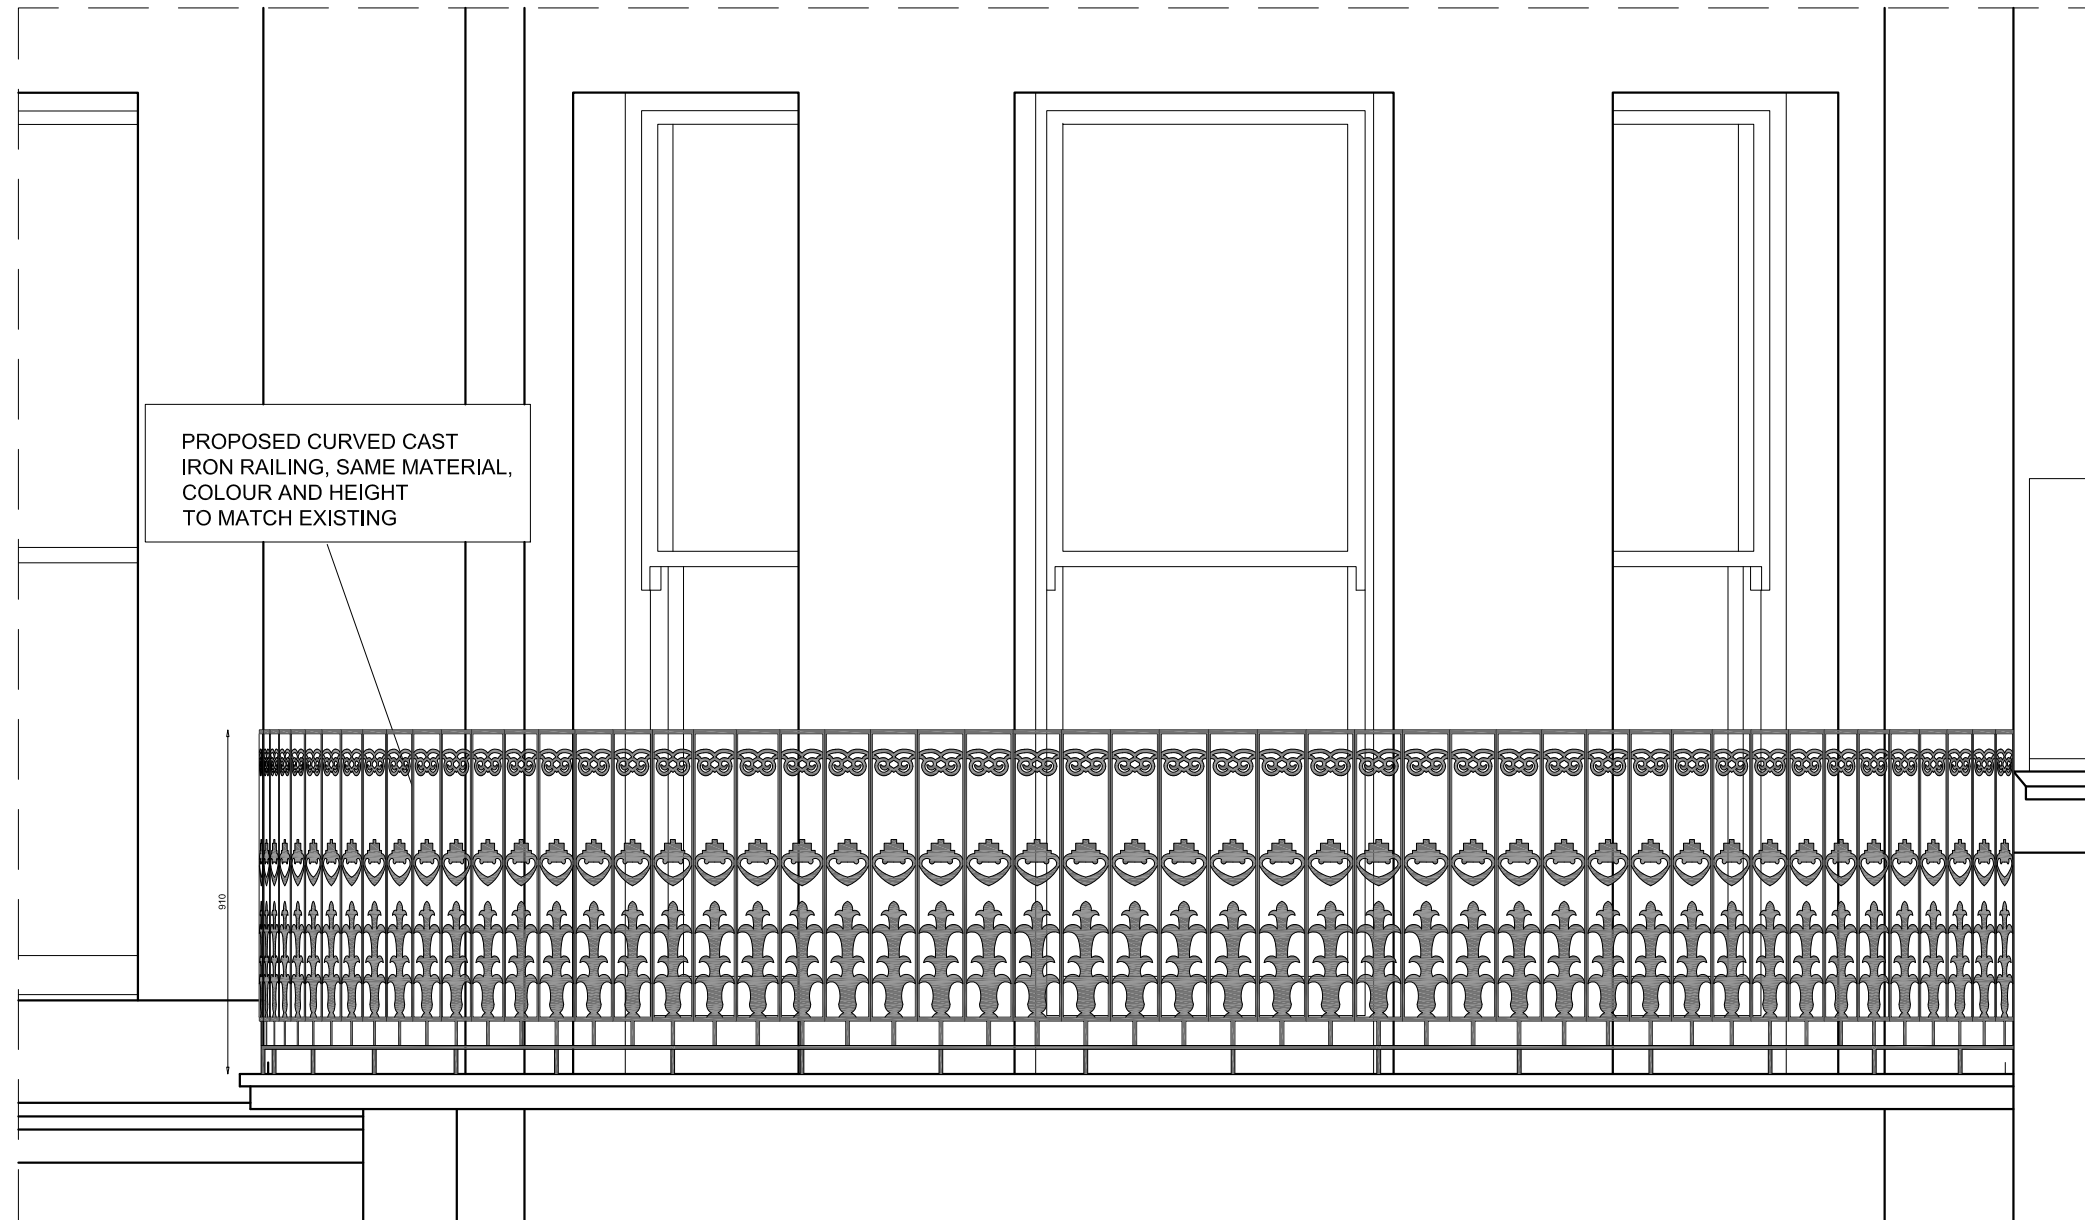 PROPOSED CURVED CAST
IRON RAILING, SAME MATERIAL,
COLOUR AND HEIGHT
TO MATCH EXISTING
910